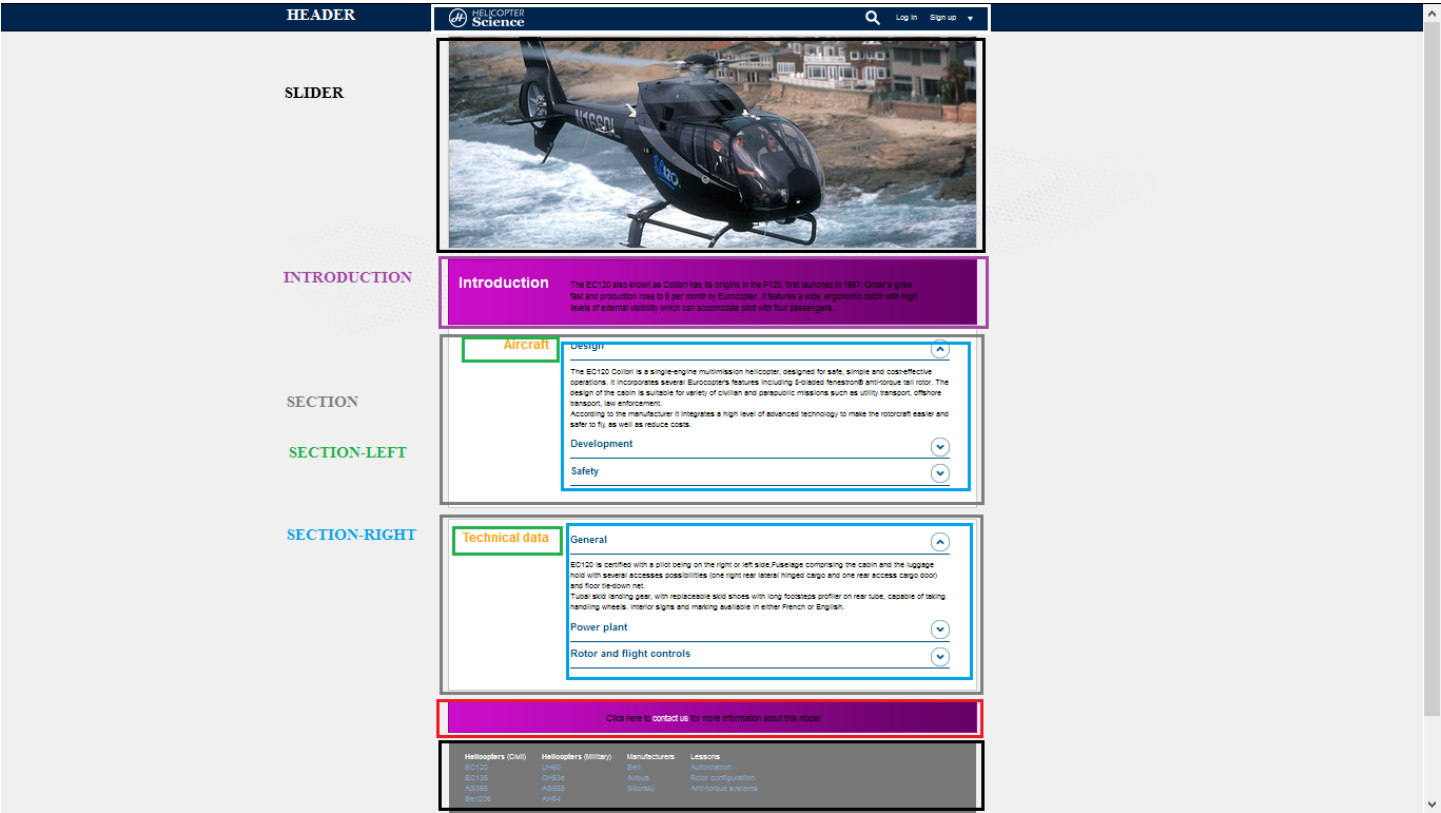 HEADER
HELICOPTER
Science
Log in Sign up
SLIDER
N166DL
INTRODUCTION
Introduction
The EC120 also known as Colibri has its origins in the P120, first launched in 1997. Order's grew
fast and production rose to 6 per month by Eurocopter. It features a wide, ergonomic cabin with high
levels of external visibility which can accomodate pilot with four passengers.
Aircraft
Design
The EC120 Colibri is a single-engine multimission helicopter, designed for safe, simple and cost-effective
operations. It incorporates several Eurocopter's features including 8-bladed fenestron® anti-torque tail rotor. The
design of the cabin is suitable for variety of civilian and parapublic missions such as utility transport, offshore
transport, law enforcement.
According to the manufacturer it integrates a high level of advanced technology to make the rotorcraft easier and
safer to fly, as well as reduce costs.
SECTION
Development
SECTION-LEFT
Safety
SECTION-RIGHT
Technical data
General
EC120 is certified with a pilot being on the right or left side,Fuselage comprising the cabin and the luggage
hold with several accesses possibilities (one right rear lateral hinged cargo and one rear access cargo door)
and floor tie-down net.
Tubal skid landing gear, with replaceable skid shoes with long footsteps profiler on rear tube, capable of taking
handling wheels. Interior signs and marking available in either French or English.
Power plant
Rotor and flight controls
Click here to contact us for more information about this model
Helicopters (Civil) Helicopters (Military) Manufacturers Lessons
EC120 UH60 Bell Autorotation
EC135 CH53e Airbus Rotor configuration
AS365 AS565 Sikorsky Anti-torque systems
Bell206 AH64